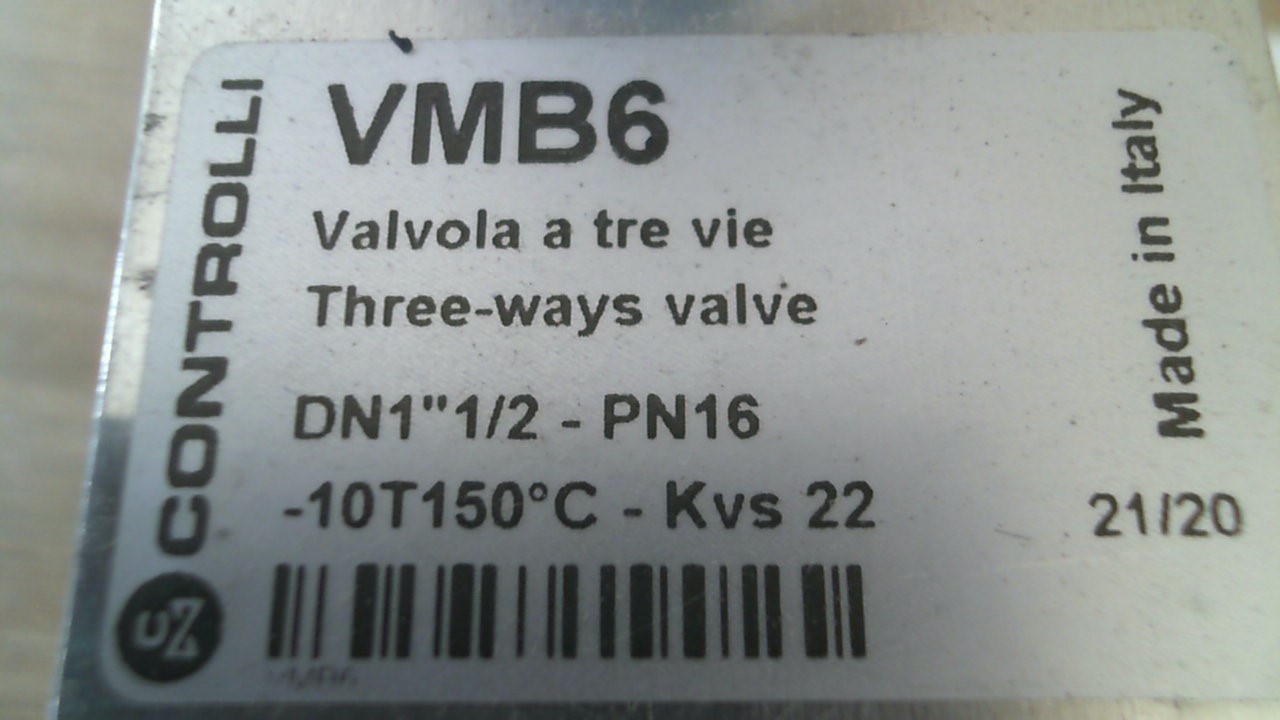 CONTROLLI
VMB6
Valvola a tre vie
Three-ways valve
DN1"1/2 - PN16
-10T150°C - Kvs 22
Made in Italy
21/20